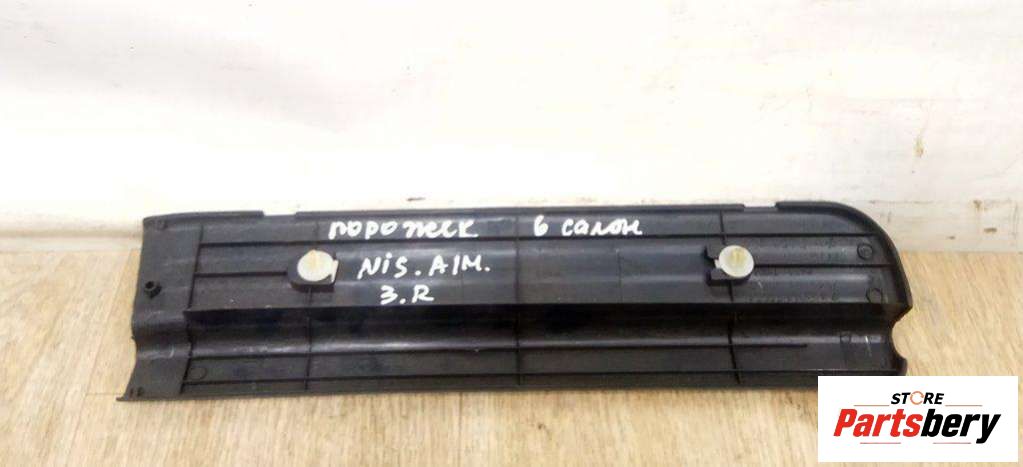 порожек в салон
Nis. Alm.
З.R
STORE
Partsbery